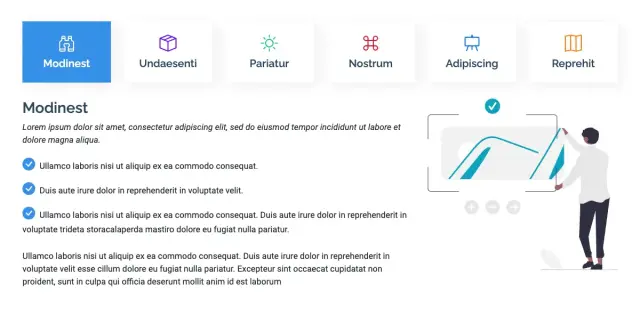 Modinest Undaesenti Pariatur Nostrum Adipiscing Reprehit
Modinest
Lorem ipsum dolor sit amet, consectetur adipiscing elit, sed do eiusmod tempor incididunt ut labore et
dolore magna aliqua.
Ullamco laboris nisi ut aliquip ex ea commodo consequat.
Duis aute irure dolor in reprehenderit in voluptate velit.
Ullamco laboris nisi ut aliquip ex ea commodo consequat. Duis aute irure dolor in reprehenderit in
voluptate trideta storacalaperda mastiro dolore eu fugiat nulla pariatur.
Ullamco laboris nisi ut aliquip ex ea commodo consequat. Duis aute irure dolor in reprehenderit in
voluptate velit esse cillum dolore eu fugiat nulla pariatur. Excepteur sint occaecat cupidatat non
proident, sunt in culpa qui officia deserunt mollit anim id est laborum